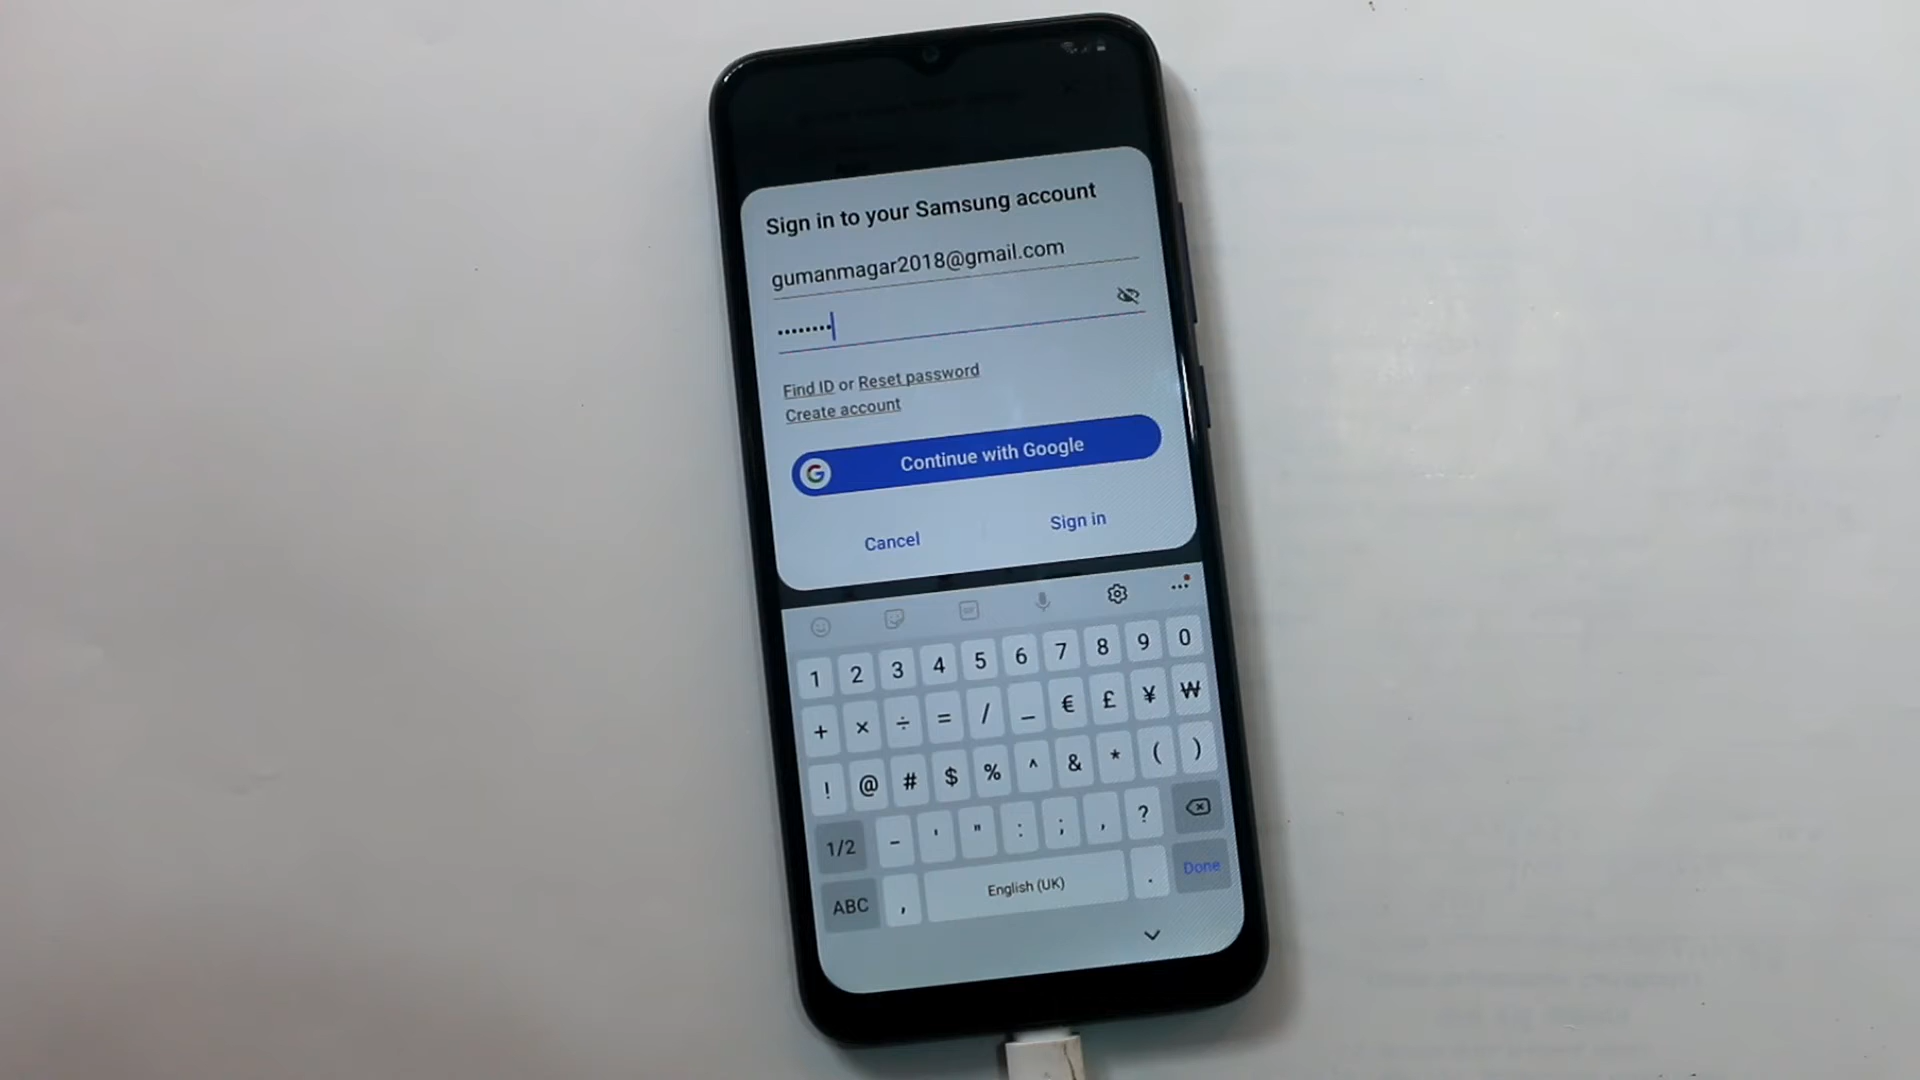 Sign in to your Samsung account
gumanmagar2018@gmail.com
••••••••
Find ID or Reset password
Create account
G Continue with Google
Cancel Sign in
GIF
1 2 3 4 5 6 7 8 9 0
+ × ÷ = / _ € £ ¥ ₩
! @ # $ % ^ & * ( )
1/2 - ' " : ; , ?
ABC , English (UK) . Done